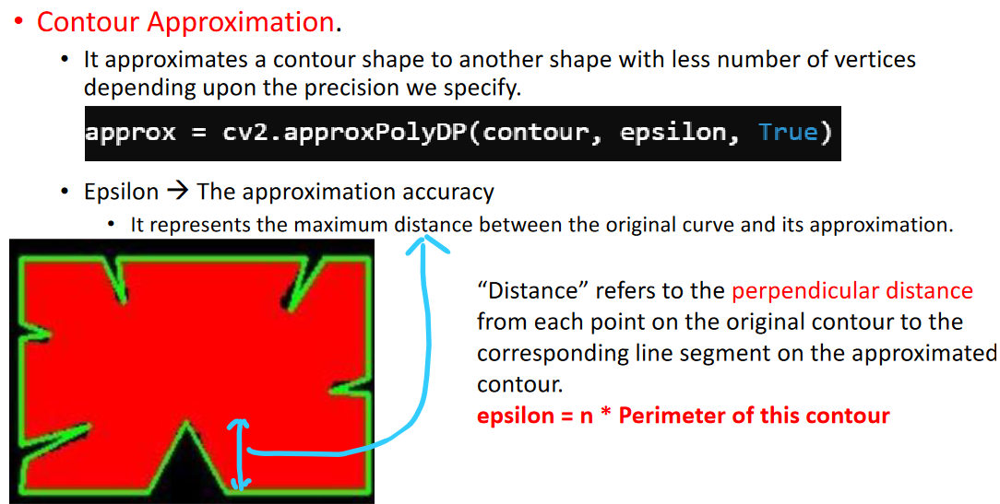 • Contour Approximation.
• It approximates a contour shape to another shape with less number of vertices
depending upon the precision we specify.
approx = cv2.approxPolyDP(contour, epsilon, True)
• Epsilon → The approximation accuracy
• It represents the maximum distance between the original curve and its approximation.
“Distance” refers to the perpendicular distance
from each point on the original contour to the
corresponding line segment on the approximated
contour.
epsilon = n * Perimeter of this contour